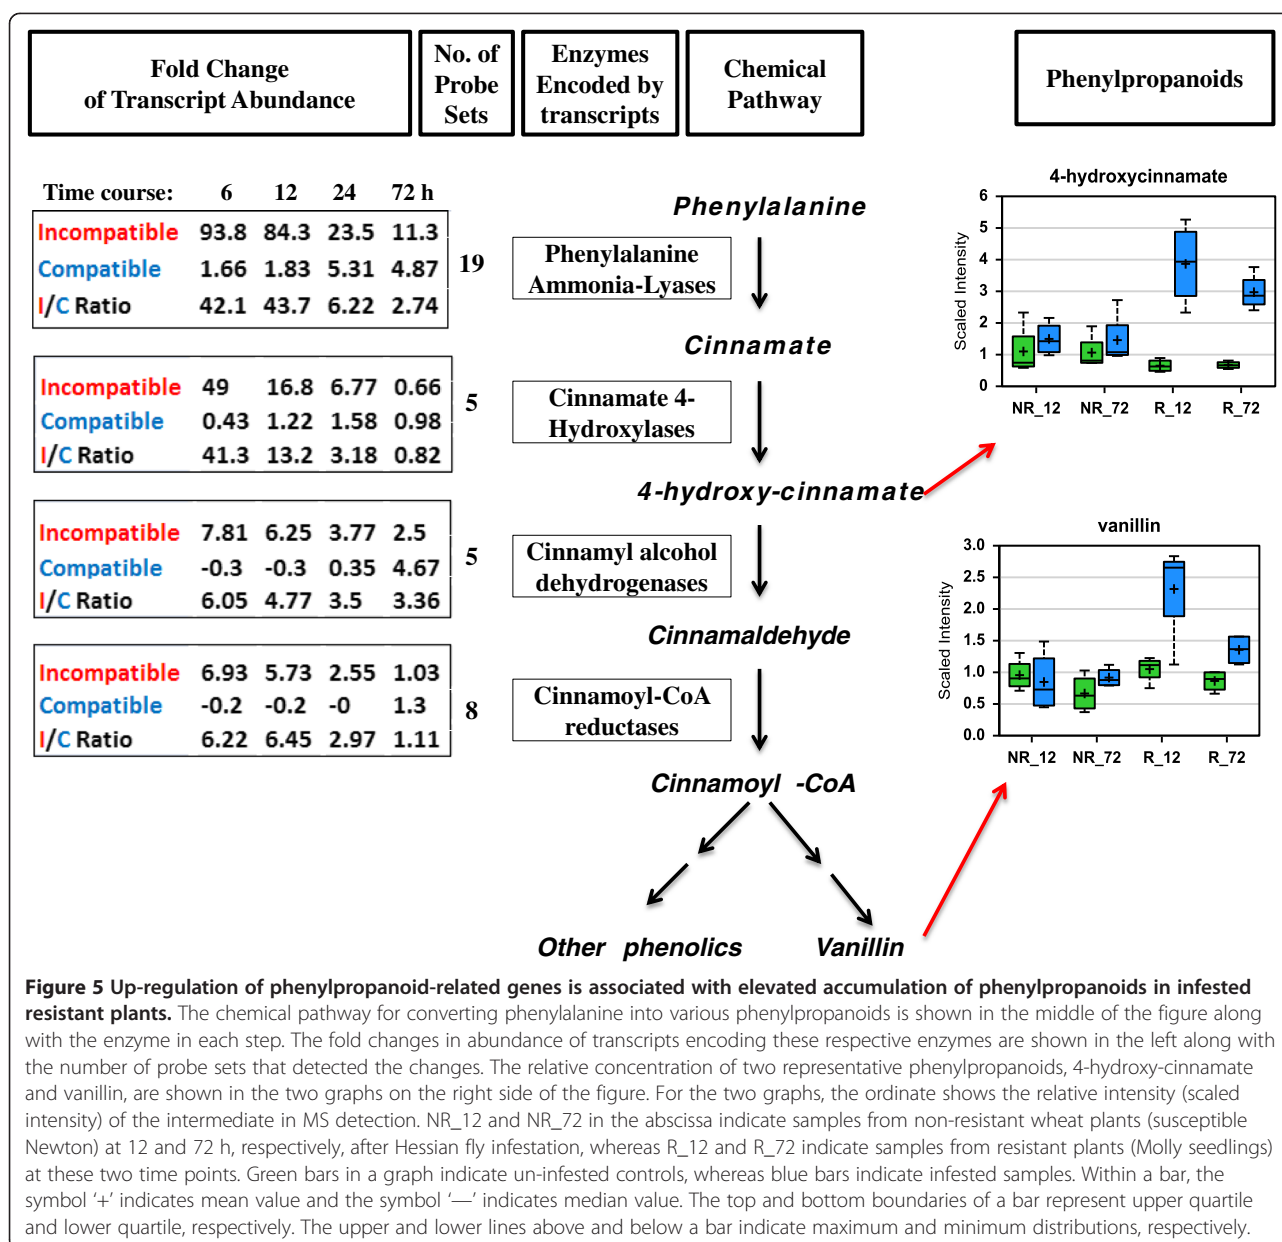 Fold Change
of Transcript Abundance
No. of
Probe
Sets
Enzymes
Encoded by
transcripts
Chemical
Pathway
Phenylpropanoids
Time course: 6 12 24 72 h
Incompatible 93.8 84.3 23.5 11.3
Compatible 1.66 1.83 5.31 4.87
I/C Ratio 42.1 43.7 6.22 2.74
19
Incompatible 49 16.8 6.77 0.66
Compatible 0.43 1.22 1.58 0.98
I/C Ratio 41.3 13.2 3.18 0.82
5
Incompatible 7.81 6.25 3.77 2.5
Compatible -0.3 -0.3 0.35 4.67
I/C Ratio 6.05 4.77 3.5 3.36
5
Incompatible 6.93 5.73 2.55 1.03
Compatible -0.2 -0.2 -0 1.3
I/C Ratio 6.22 6.45 2.97 1.11
8
Phenylalanine
Phenylalanine
Ammonia-Lyases
Cinnamate
Cinnamate 4-
Hydroxylases
4-hydroxy-cinnamate
Cinnamyl alcohol
dehydrogenases
Cinnamaldehyde
Cinnamoyl-CoA
reductases
Cinnamoyl -CoA
Other phenolics
Vanillin
4-hydroxycinnamate
Scaled Intensity
6
5
4
3
2
1
0
NR_12 NR_72 R_12 R_72
vanillin
Scaled Intensity
3.0
2.5
2.0
1.5
1.0
0.5
0.0
NR_12 NR_72 R_12 R_72
Figure 5 Up-regulation of phenylpropanoid-related genes is associated with elevated accumulation of phenylpropanoids in infested
resistant plants. The chemical pathway for converting phenylalanine into various phenylpropanoids is shown in the middle of the figure along
with the enzyme in each step. The fold changes in abundance of transcripts encoding these respective enzymes are shown in the left along with
the number of probe sets that detected the changes. The relative concentration of two representative phenylpropanoids, 4-hydroxy-cinnamate
and vanillin, are shown in the two graphs on the right side of the figure. For the two graphs, the ordinate shows the relative intensity (scaled
intensity) of the intermediate in MS detection. NR_12 and NR_72 in the abscissa indicate samples from non-resistant wheat plants (susceptible
Newton) at 12 and 72 h, respectively, after Hessian fly infestation, whereas R_12 and R_72 indicate samples from resistant plants (Molly seedlings)
at these two time points. Green bars in a graph indicate un-infested controls, whereas blue bars indicate infested samples. Within a bar, the
symbol ‘+’ indicates mean value and the symbol ‘—’ indicates median value. The top and bottom boundaries of a bar represent upper quartile
and lower quartile, respectively. The upper and lower lines above and below a bar indicate maximum and minimum distributions, respectively.